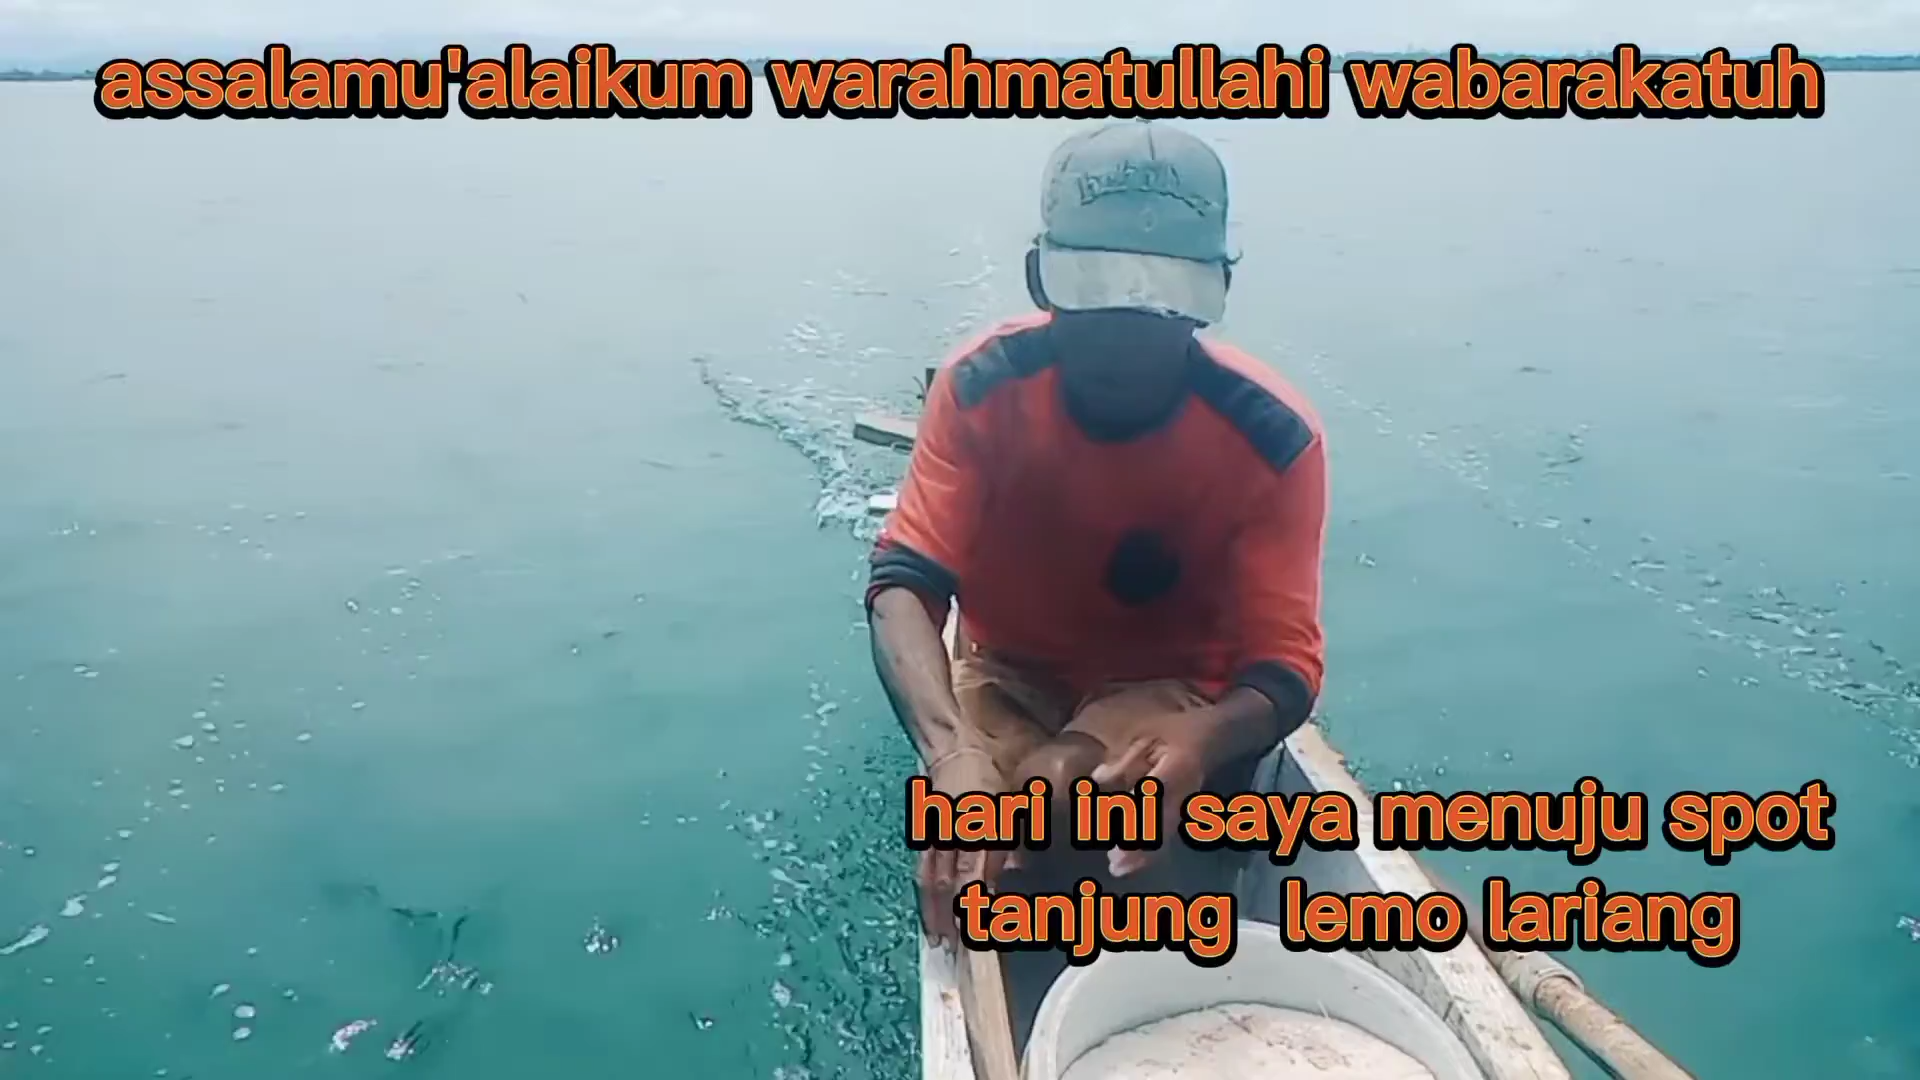 assalamu'alaikum warahmatullahi wabarakatuh
hari ini saya menuju spot
tanjung lemo lariang